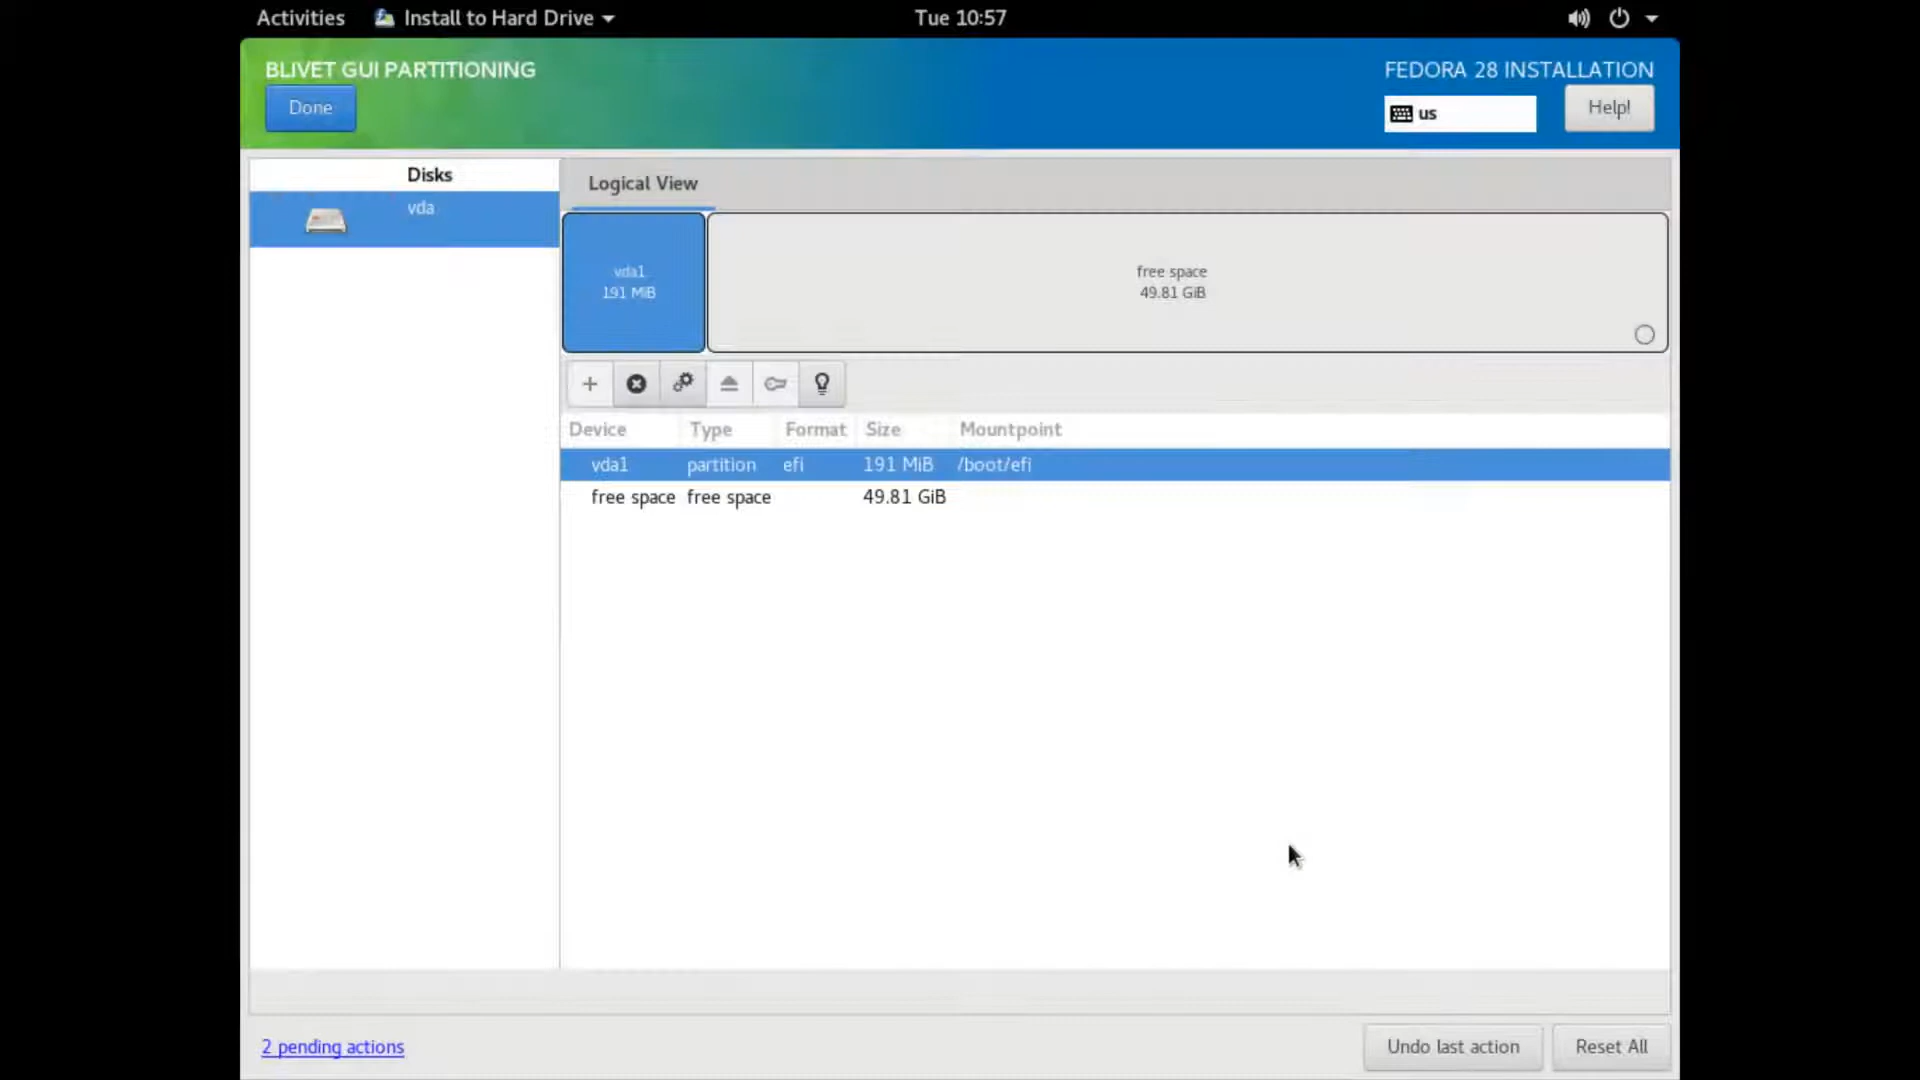 Activities Install to Hard Drive Tue 10:57
BLIVET GUI PARTITIONING FEDORA 28 INSTALLATION
Done us Help!
Disks
vda
Logical View
vda1
191 MiB
free space
49.81 GiB
Device Type Format Size Mountpoint
vda1 partition efi 191 MiB /boot/efi
free space free space 49.81 GiB
2 pending actions Undo last action Reset All